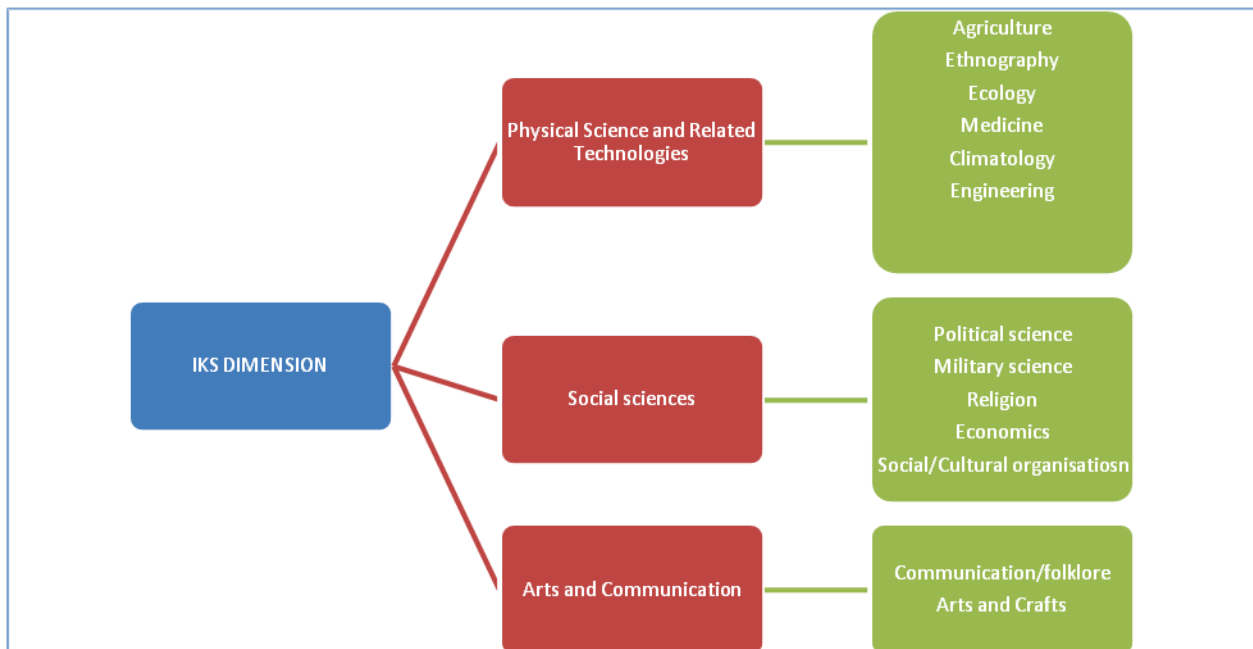 IKS DIMENSION
Physical Science and Related
Technologies
Agriculture
Ethnography
Ecology
Medicine
Climatology
Engineering
Social sciences
Political science
Military science
Religion
Economics
Social/Cultural organisatiosn
Arts and Communication
Communication/folklore
Arts and Crafts